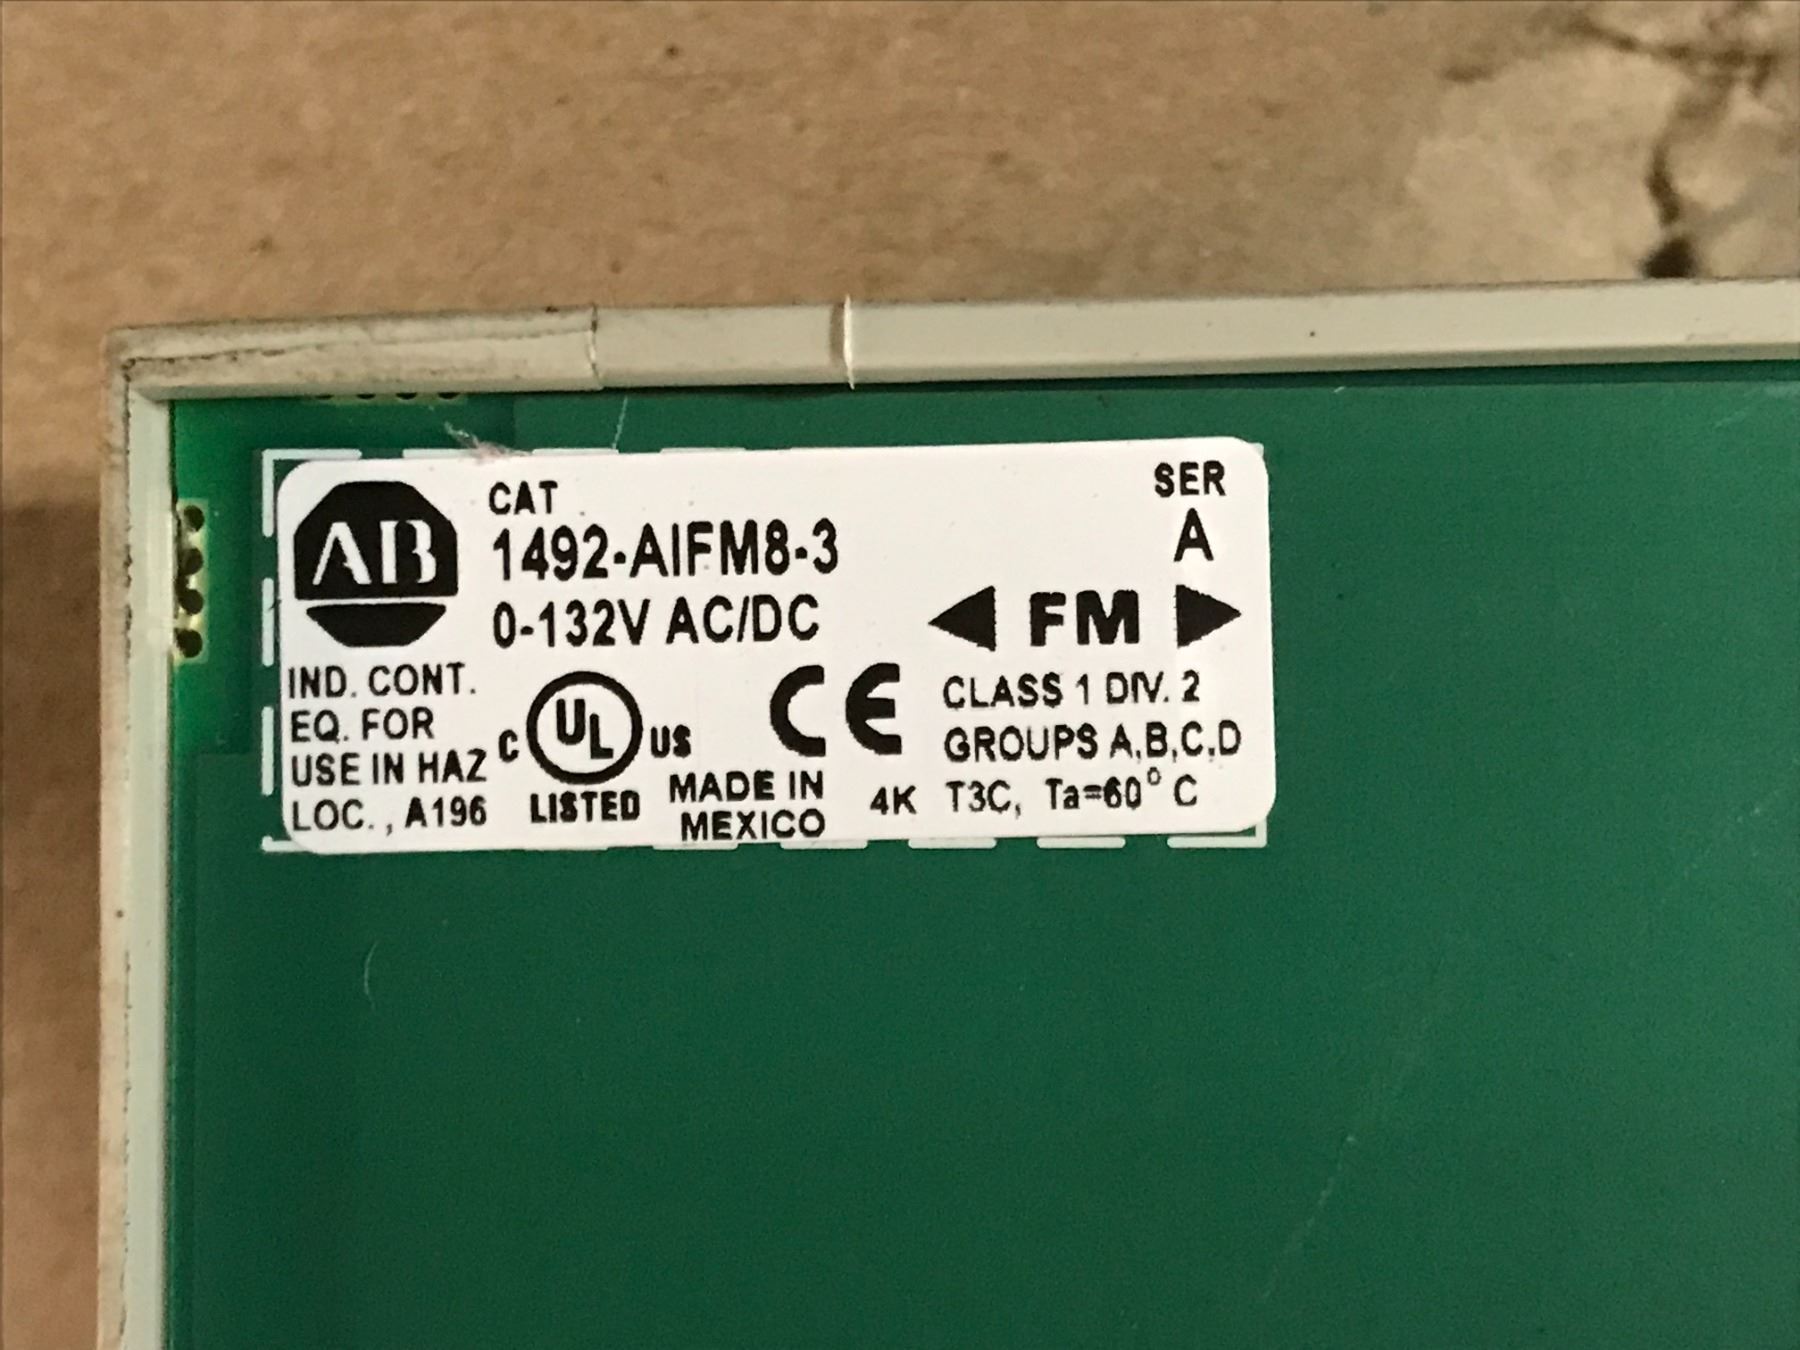 AB
CAT
1492-AIFM8-3
0-132V AC/DC
SER
A
FM
IND. CONT.
EQ. FOR
USE IN HAZ
LOC., A196
C UL US
LISTED
CE
MADE IN
MEXICO
4K
CLASS 1 DIV. 2
GROUPS A,B,C,D
T3C, Ta=60° C